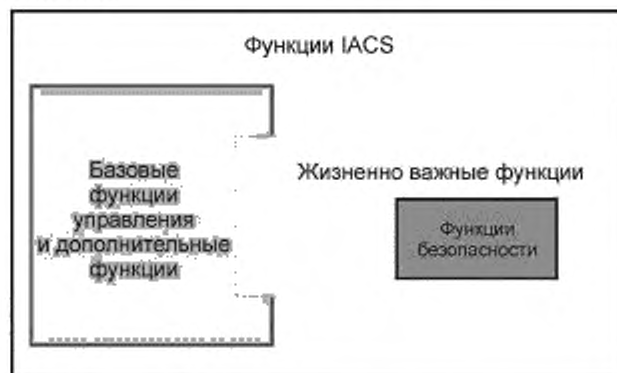 Функции IACS
Базовые
функции
управления
и дополнительные
функции
Жизненно важные функции
Функции
безопасности